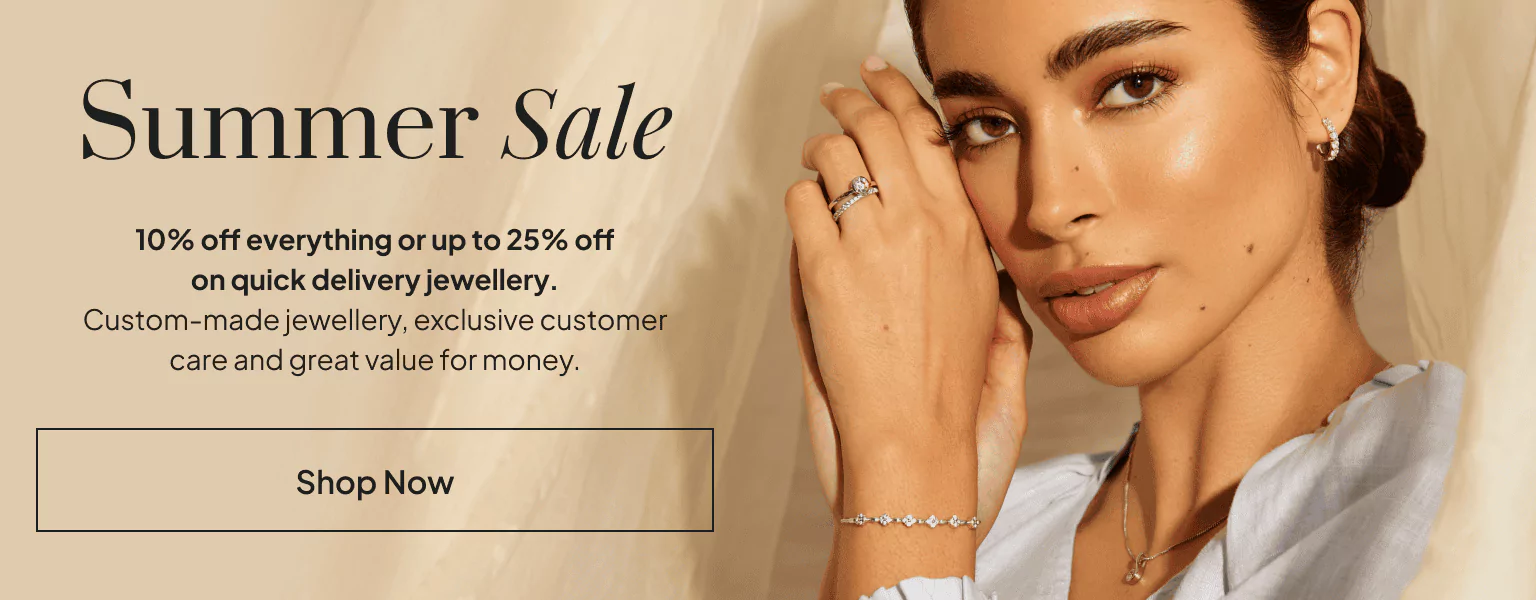 Summer Sale
10% off everything or up to 25% off
on quick delivery jewellery.
Custom-made jewellery, exclusive customer
care and great value for money.
Shop Now